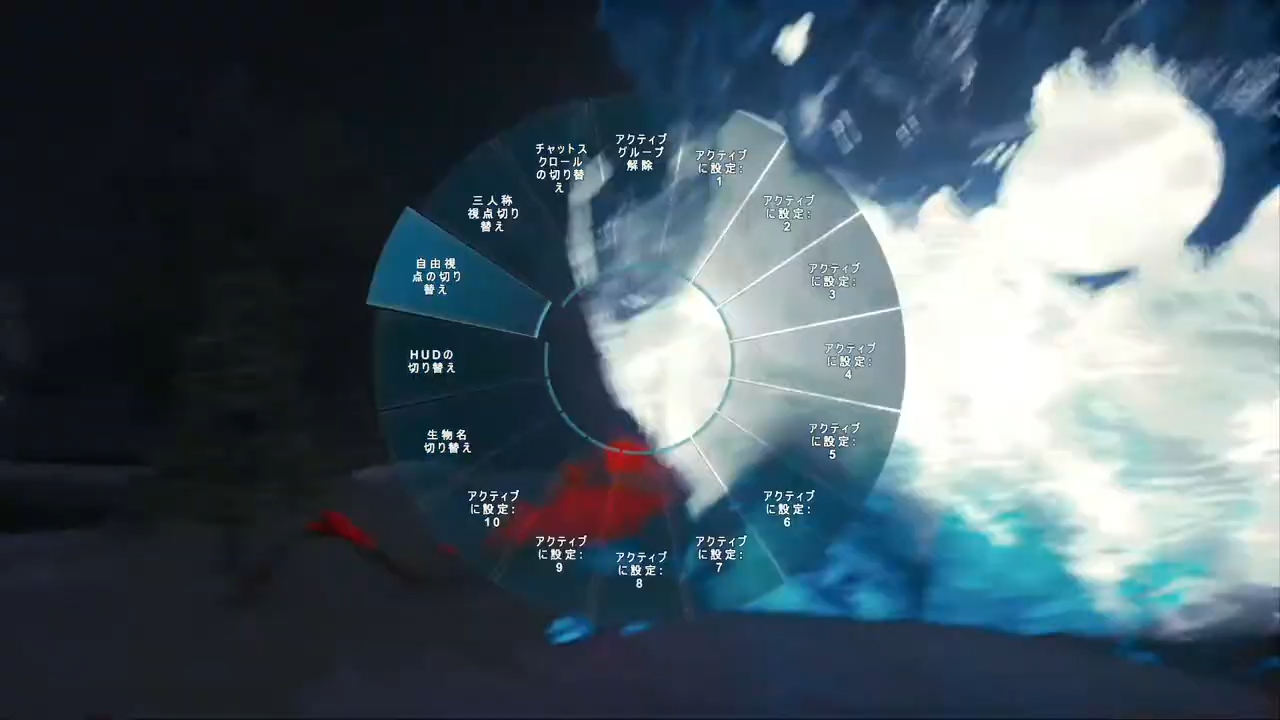 アクティブ
グループ
解除
アクティブ
に設定:
1
アクティブ
に設定:
2
アクティブ
に設定:
3
アクティブ
に設定:
4
アクティブ
に設定:
5
アクティブ
に設定:
6
アクティブ
に設定:
7
アクティブ
に設定:
8
アクティブ
に設定:
9
アクティブ
に設定:
10
生物名
切り替え
HUDの
切り替え
自由視
点の切り
替え
三人称
視点切り
替え
チャットス
クロール
の切り替
え